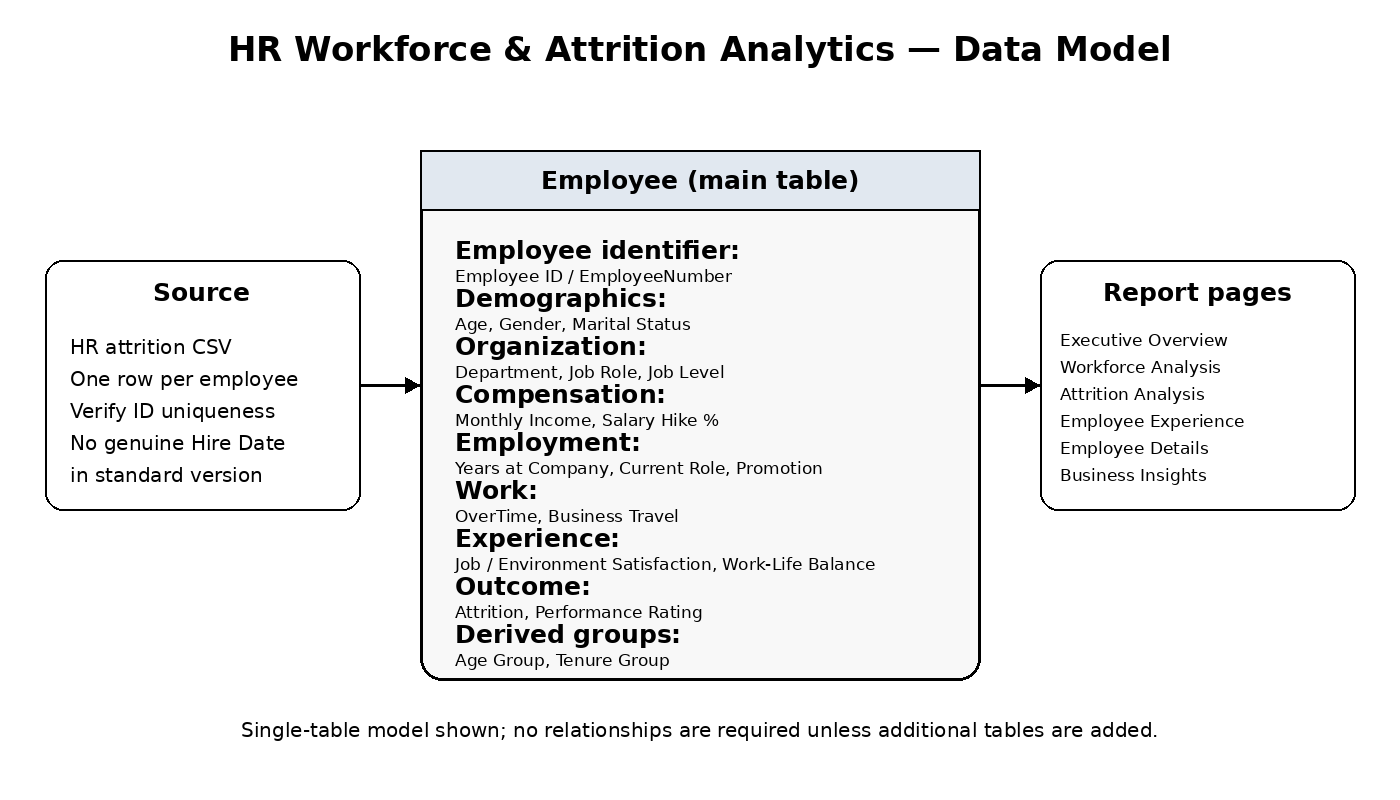 HR Workforce & Attrition Analytics — Data Model
Source
HR attrition CSV
One row per employee
Verify ID uniqueness
No genuine Hire Date
in standard version
Employee (main table)
Employee identifier:
Employee ID / EmployeeNumber
Demographics:
Age, Gender, Marital Status
Organization:
Department, Job Role, Job Level
Compensation:
Monthly Income, Salary Hike %
Employment:
Years at Company, Current Role, Promotion
Work:
OverTime, Business Travel
Experience:
Job / Environment Satisfaction, Work-Life Balance
Outcome:
Attrition, Performance Rating
Derived groups:
Age Group, Tenure Group
Report pages
Executive Overview
Workforce Analysis
Attrition Analysis
Employee Experience
Employee Details
Business Insights
Single-table model shown; no relationships are required unless additional tables are added.